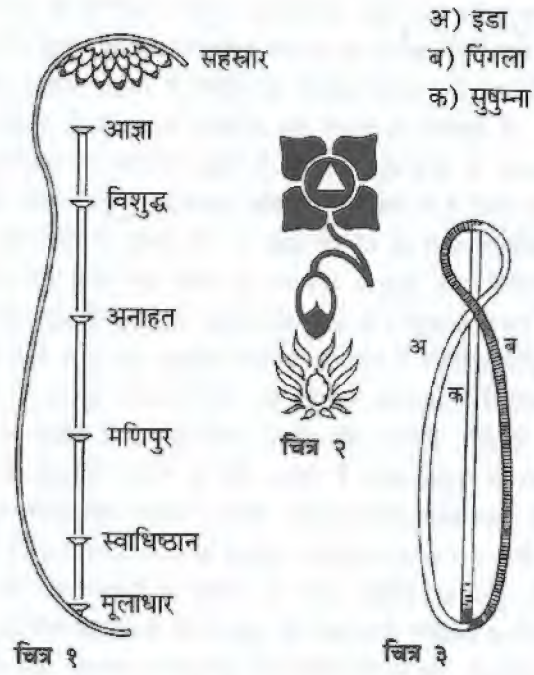 अ) इडा
ब) पिंगला
क) सुषुम्ना
सहस्रार
आज्ञा
विशुद्ध
अनाहत
मणिपुर
स्वाधिष्ठान
मूलाधार
चित्र १
चित्र २
अ
ब
क
चित्र ३